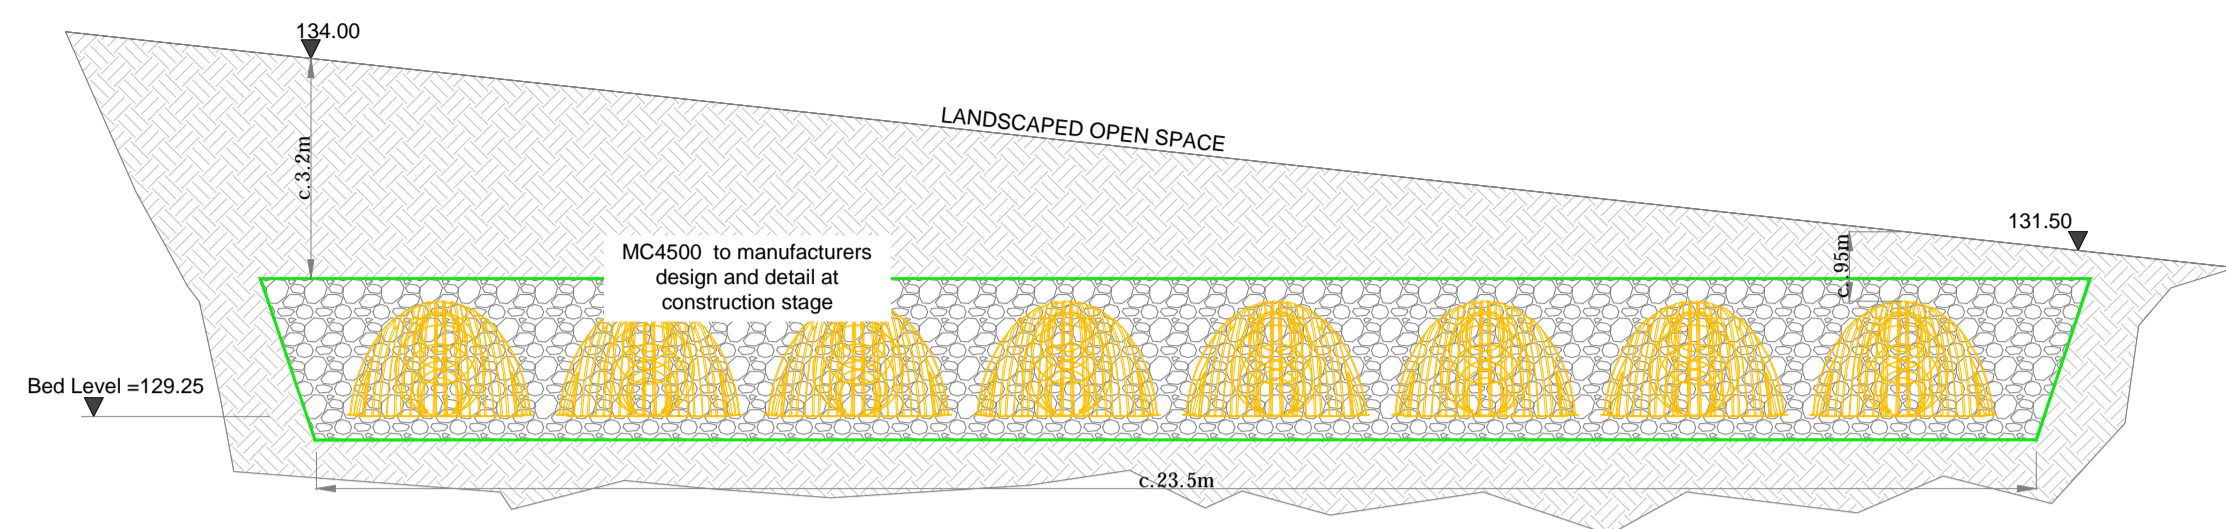 134.00
c.3.2m
LANDSCAPED OPEN SPACE
131.50
c..95m
MC4500 to manufacturers
design and detail at
construction stage
Bed Level =129.25
c.23.5m